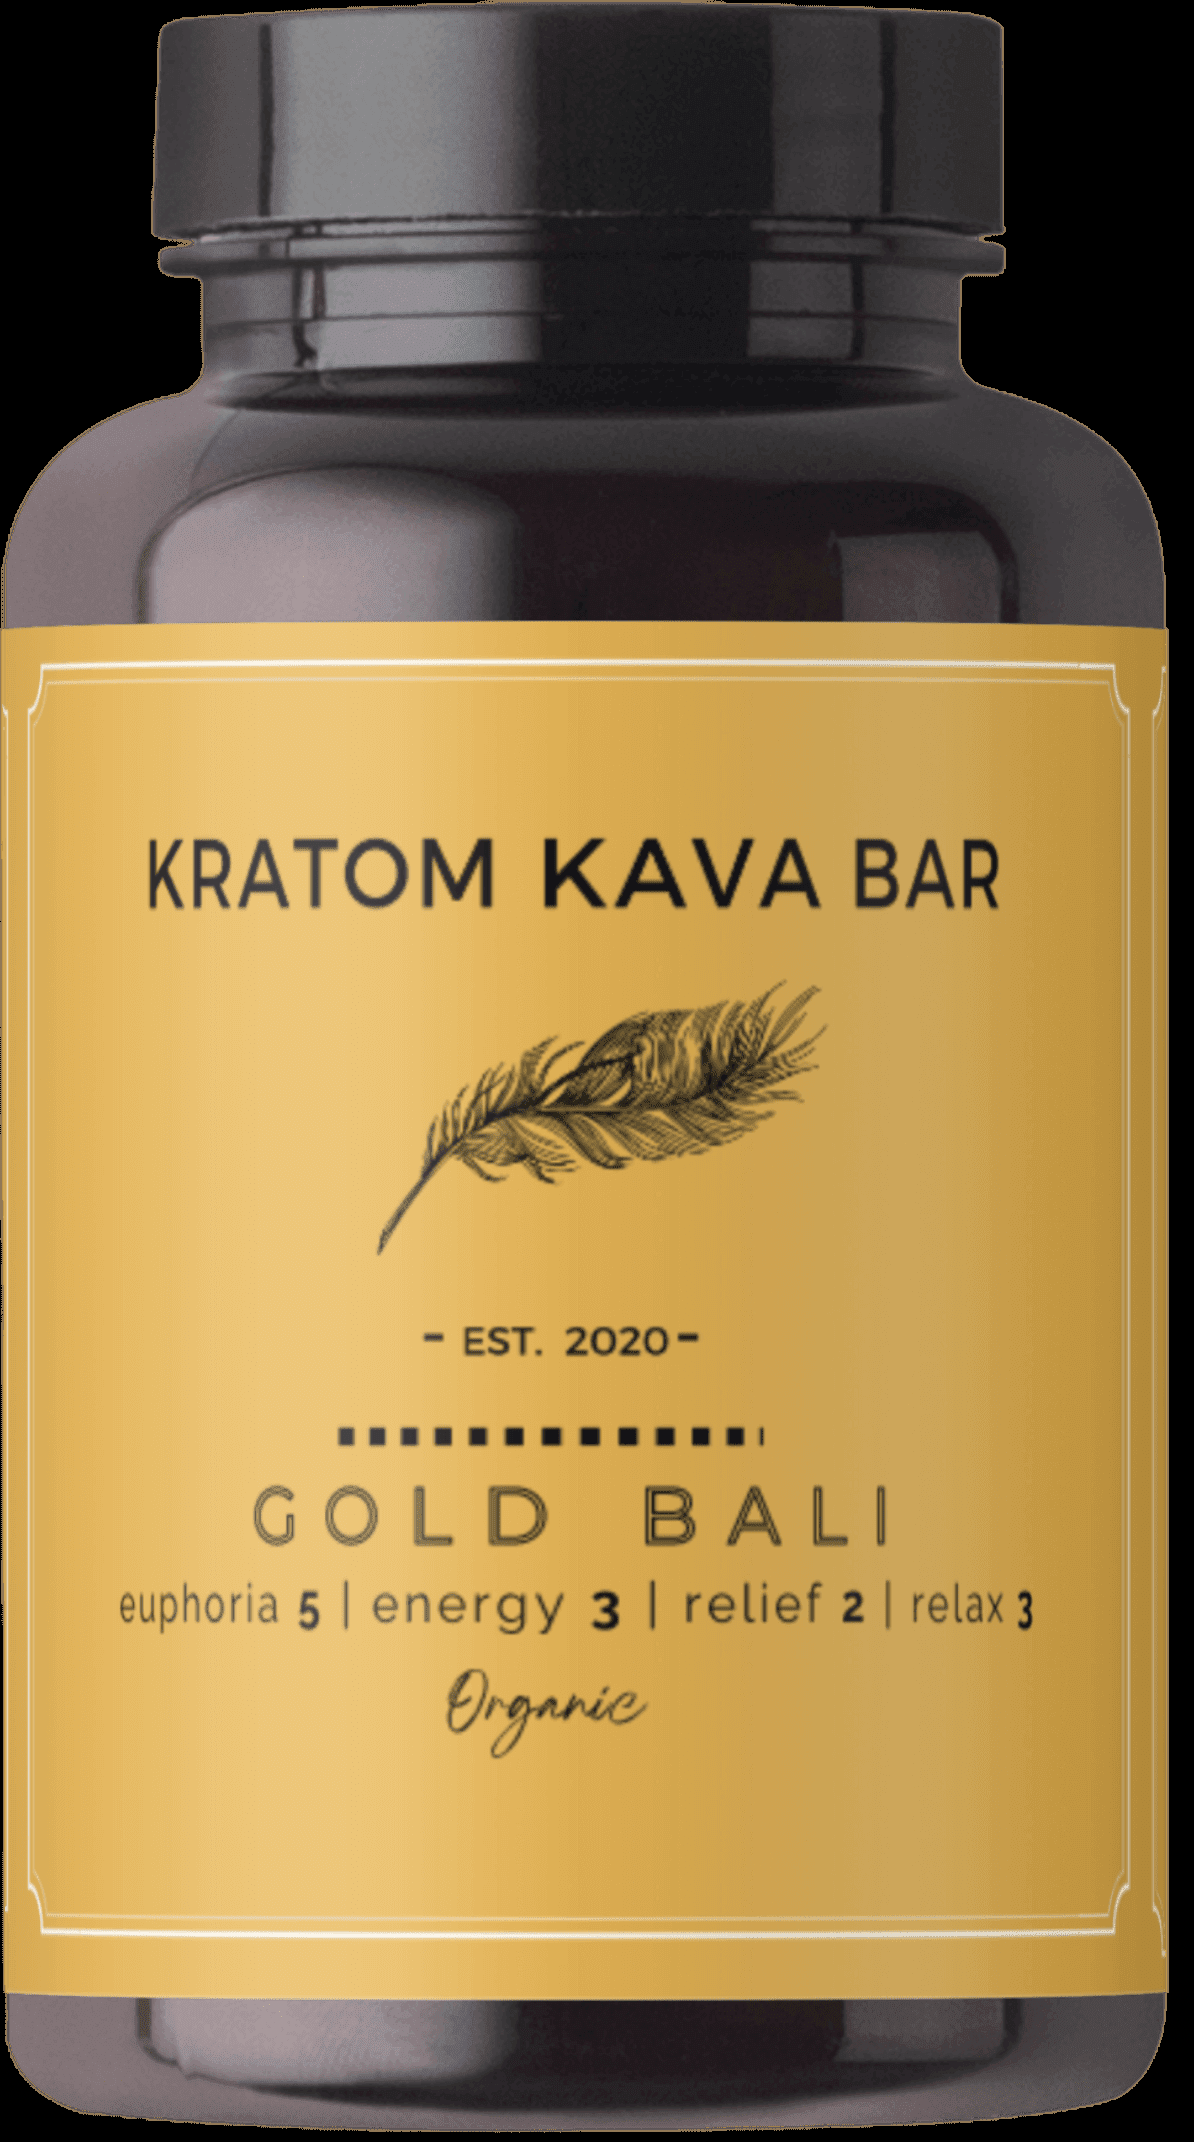 KRATOM KAVA BAR
- EST. 2020 -
GOLD BALI
euphoria 5 | energy 3 | relief 2 | relax 3
Organic